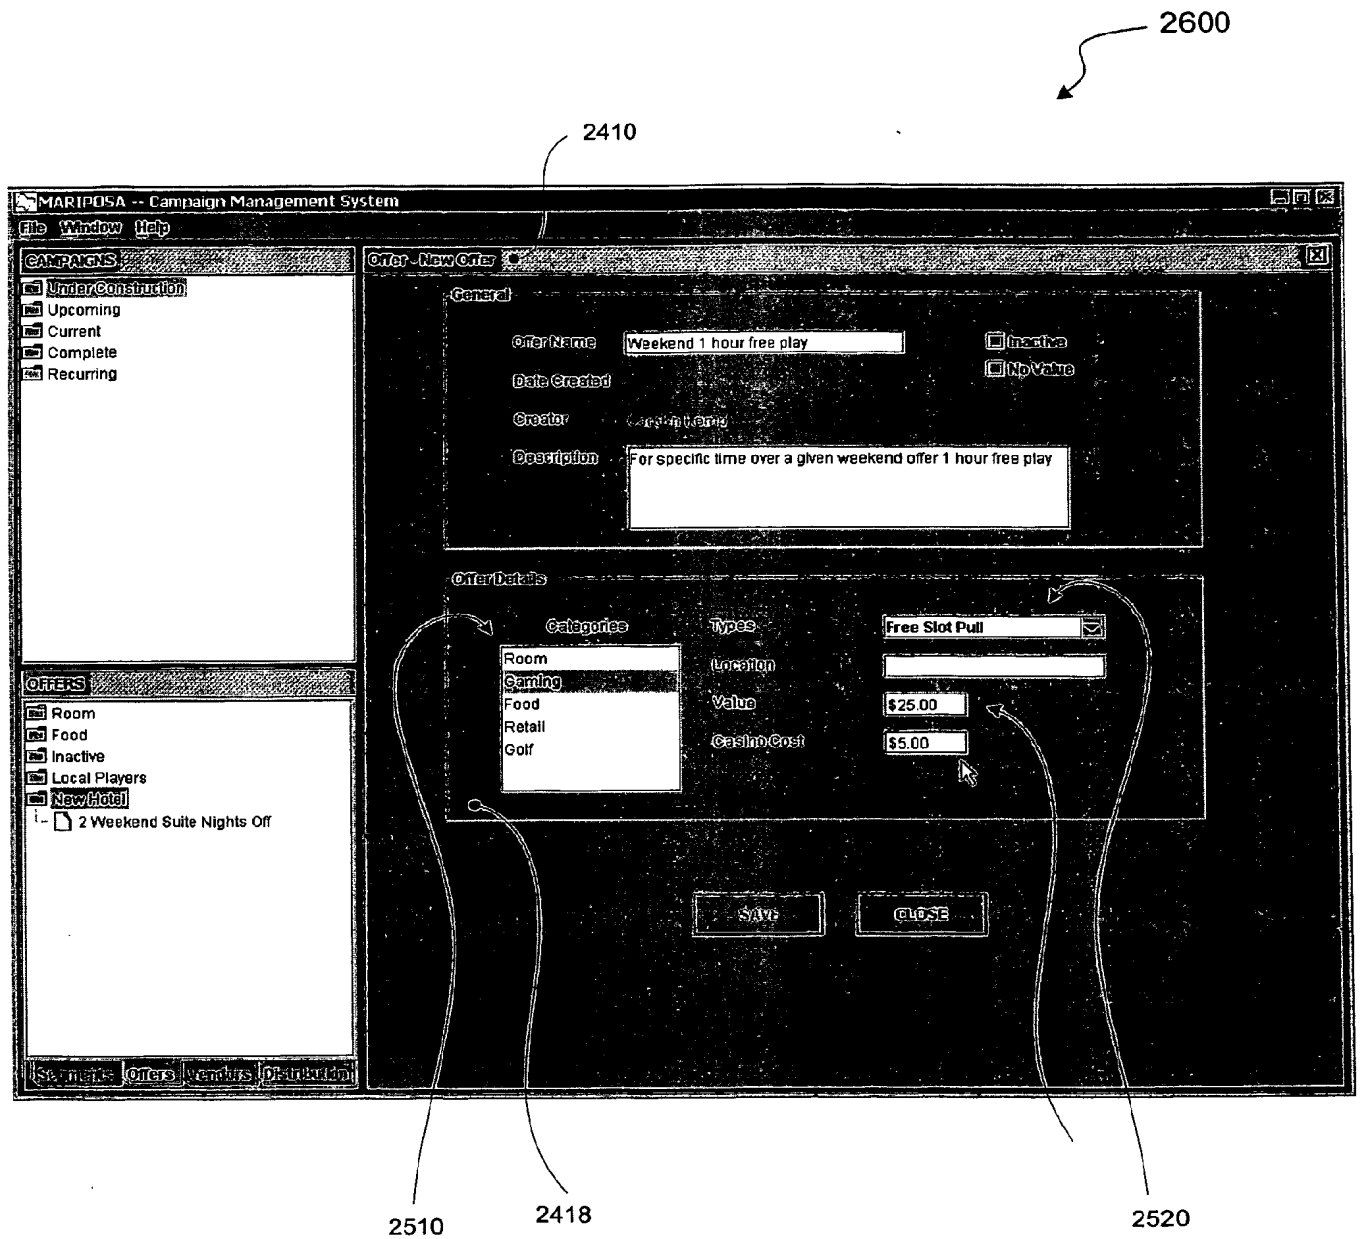 2600
2410
MARIPOSA -- Campaign Management System
File Window Help
CAMPAIGNS
Under Construction
Upcoming
Current
Complete
Recurring
Offer - New Offer
General
Offer Name
Weekend 1 hour free play
Inactive
No Value
Date Created
Creator
Description
For specific time over a given weekend offer 1 hour free play
Offer Details
Categories
Room
Gaming
Food
Retail
Golf
Types
Free Slot Pull
Location
Value
$25.00
Casino Cost
$5.00
SAVE
CLOSE
OFFERS
Room
Food
Inactive
Local Players
New Hotel
2 Weekend Suite Nights Off
Segments Offers Vendors Distribution
2510
2418
2520